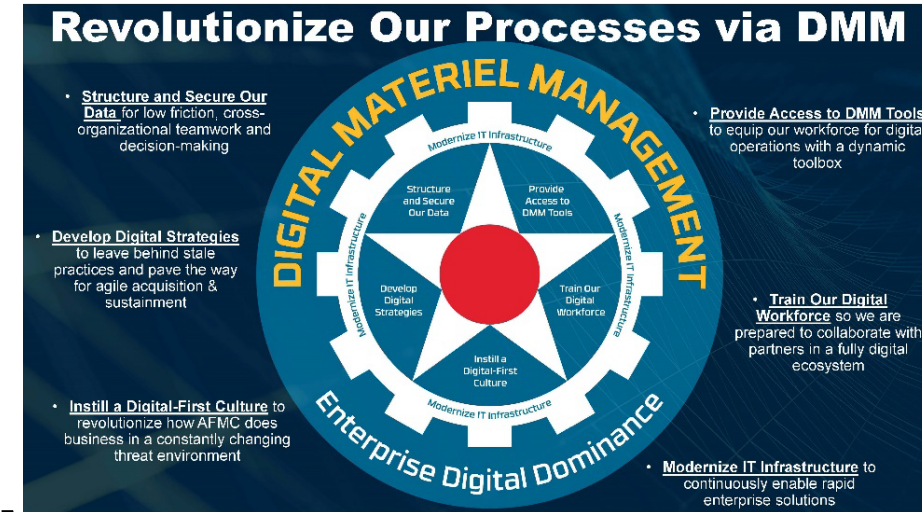 Revolutionize Our Processes via DMM
• Structure and Secure Our
Data for low friction, cross-
organizational teamwork and
decision-making
• Develop Digital Strategies
to leave behind stale
practices and pave the way
for agile acquisition &
sustainment
• Instill a Digital-First Culture to
revolutionize how AFMC does
business in a constantly changing
threat environment
DIGITAL MATERIEL MANAGEMENT
Modernize IT Infrastructure
Modernize IT Infrastructure
Modernize IT Infrastructure
Modernize IT Infrastructure
Structure
and Secure
Our Data
Provide
Access to
DMM Tools
Develop
Digital
Strategies
Train Our
Digital
Workforce
Instill a
Digital-First
Culture
Enterprise Digital Dominance
• Provide Access to DMM Tools
to equip our workforce for digital
operations with a dynamic
toolbox
• Train Our Digital
Workforce so we are
prepared to collaborate with
partners in a fully digital
ecosystem
• Modernize IT Infrastructure to
continuously enable rapid
enterprise solutions